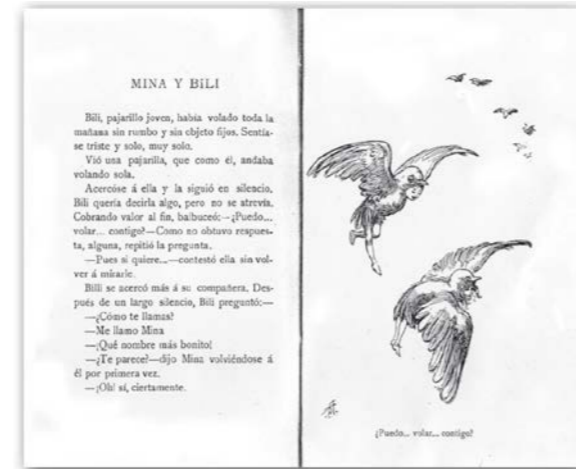 MINA Y BILI
Bili, pajarillo joven, había volado toda la
mañana sin rumbo y sin objeto fijos. Sentía-
se triste y solo, muy solo.
Vió una pajarilla, que como él, andaba
volando sola.
Acercóse á ella y la siguió en silencio.
Bili quería decirla algo, pero no se atrevía.
Cobrando valor al fin, balbuceó:—¿Puedo...
volar... contigo?—Como no obtuvo respues-
ta, alguna, repitió la pregunta.
—Pues si quiere...—contestó ella sin vol-
ver á mirarle.
Billi se acercó más á su compañera. Des-
pués de un largo silencio, Bili preguntó:—
—¿Cómo te llamas?
—Me llamo Mina
—¡Qué nombre más bonito!
—¿Te parece?—dijo Mina volviéndose á
él por primera vez.
—¡Oh! sí, ciertamente.
¿Puedo... volar... contigo?